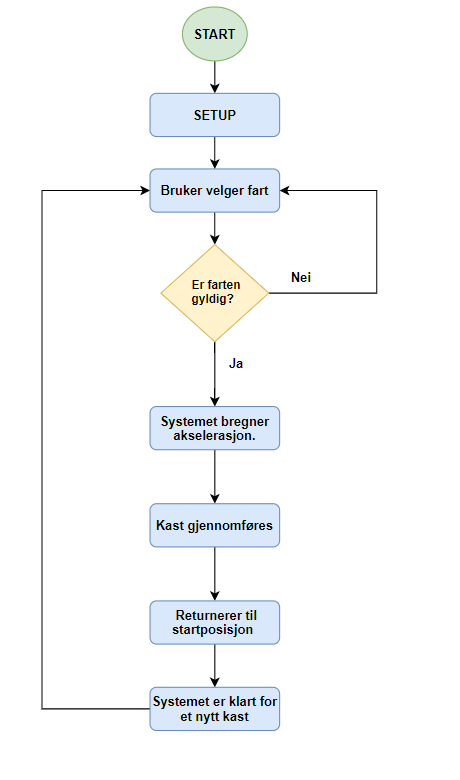 START
SETUP
Bruker velger fart
Er farten
gyldig?
Nei
Ja
Systemet bregner
akselerasjon.
Kast gjennomføres
Returnerer til
startposisjon
Systemet er klart for
et nytt kast